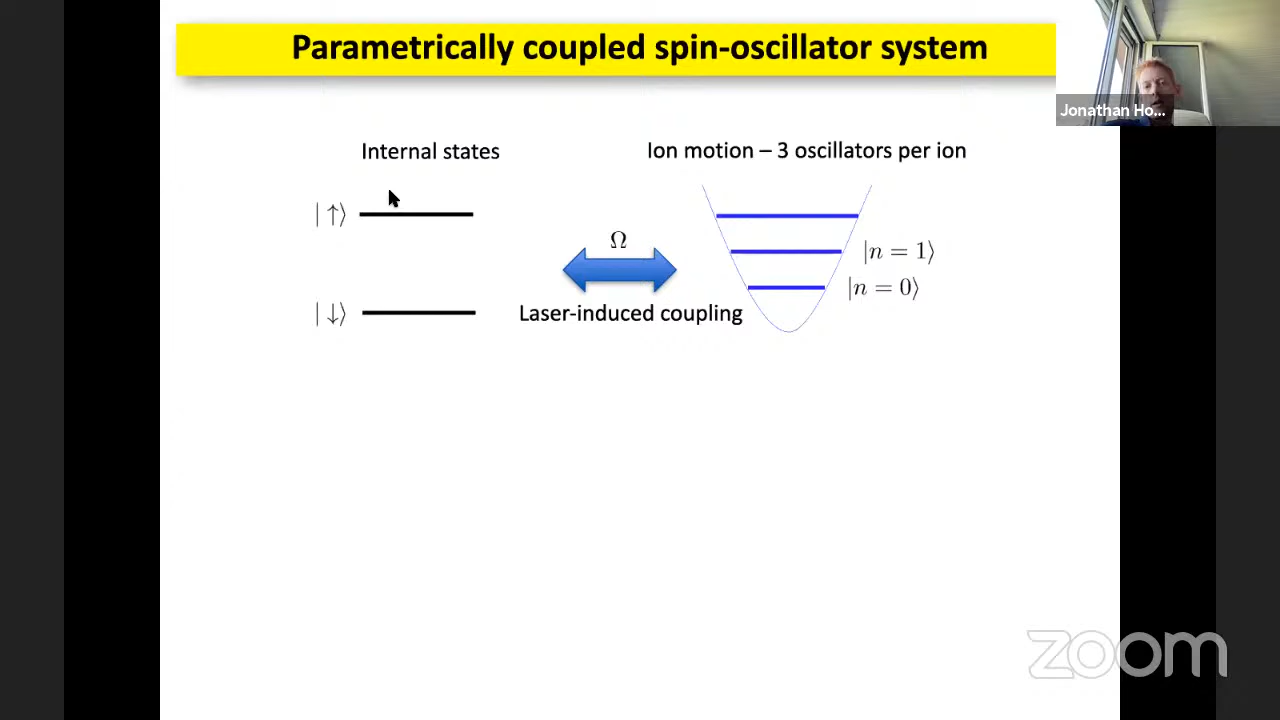 Parametrically coupled spin-oscillator system
Jonathan Ho...
Internal states
Ion motion – 3 oscillators per ion
|↑⟩
Ω
|n = 1⟩
|n = 0⟩
|↓⟩
Laser-induced coupling
zoom